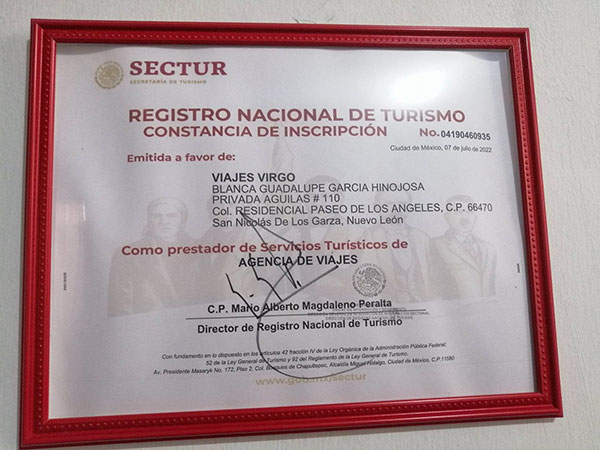 SECTUR
SECRETARÍA DE TURISMO
REGISTRO NACIONAL DE TURISMO
CONSTANCIA DE INSCRIPCIÓN No. 04190460935
Ciudad de México, 07 de julio de 2022
Emitida a favor de:
VIAJES VIRGO
BLANCA GUADALUPE GARCIA HINOJOSA
PRIVADA AGUILAS # 110
Col. RESIDENCIAL PASEO DE LOS ANGELES, C.P. 66470
San Nicolás De Los Garza, Nuevo León
Como prestador de Servicios Turísticos de
AGENCIA DE VIAJES
C.P. Mario Alberto Magdaleno Peralta
Director de Registro Nacional de Turismo
Con fundamento en lo dispuesto en los artículos 42 fracción IV de la Ley Orgánica de la Administración Pública Federal;
52 de la Ley General de Turismo y 92 del Reglamento de la Ley General de Turismo.
Av. Presidente Masaryk No. 172, Piso 2, Col. Bosques de Chapultepec, Alcaldía Miguel Hidalgo, Ciudad de México, C.P. 11580
www.gob.mx/sectur